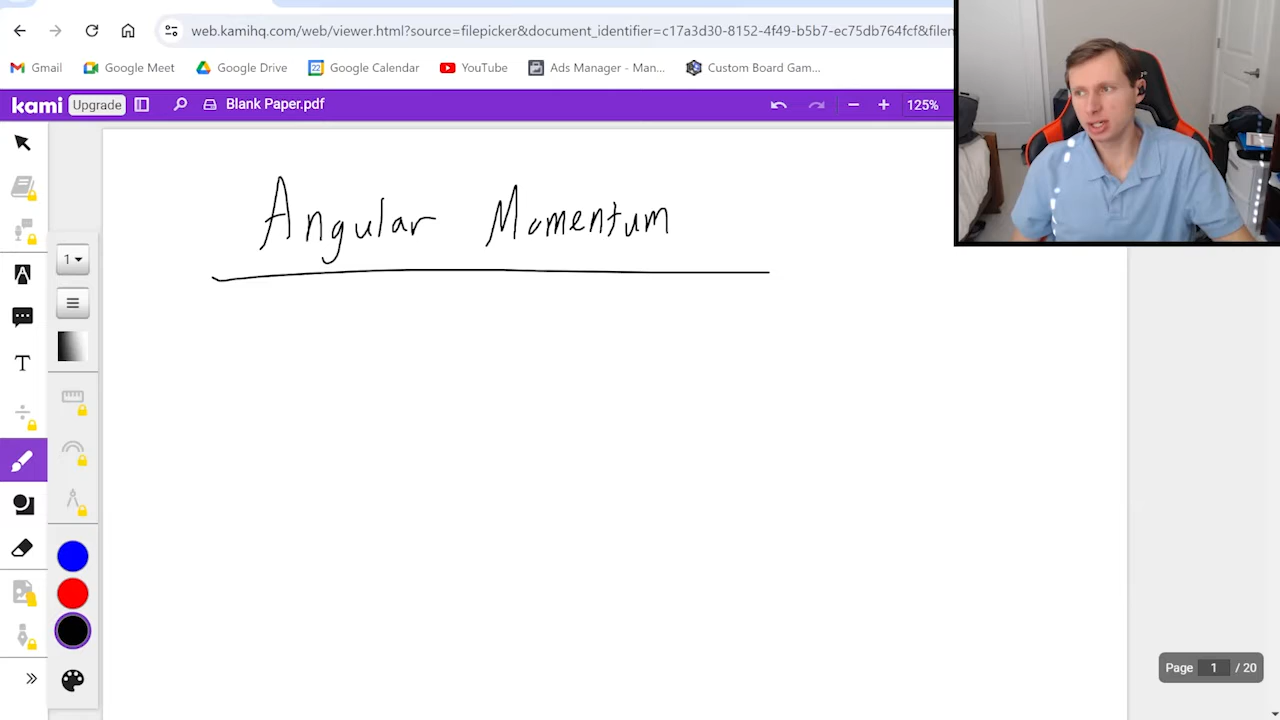 web.kamihq.com/web/viewer.html?source=filepicker&document_identifier=c17a3d30-8152-4f49-b5b7-ec75db764fcf&filen
Gmail Google Meet Google Drive 22 Google Calendar YouTube Ads Manager - Man... Custom Board Gam...
kami Upgrade Blank Paper.pdf 125%
Angular Momentum
1
A
T
Page 1 / 20